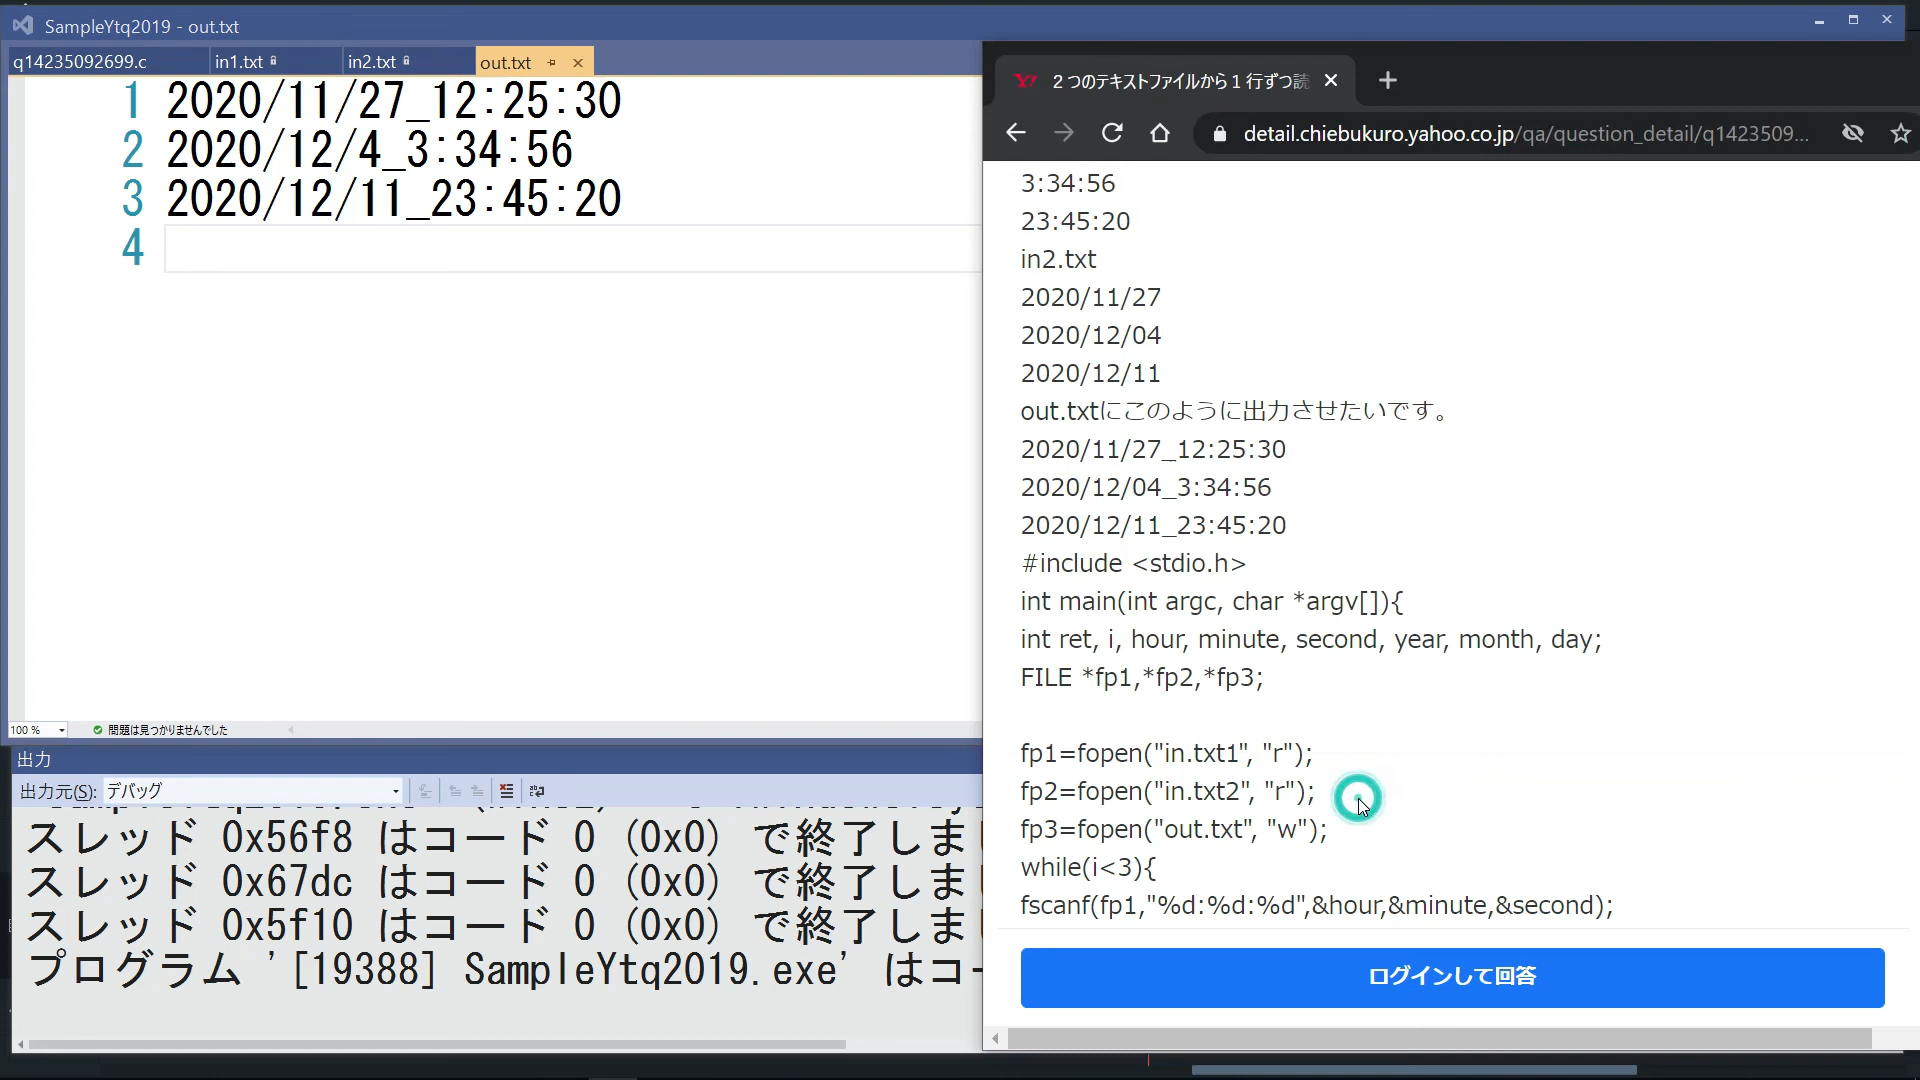 SampleYtq2019 - out.txt
q14235092699.c
in1.txt
in2.txt
out.txt
1 2020/11/27_12:25:30
2 2020/12/4_3:34:56
3 2020/12/11_23:45:20
4
100 %
問題は見つかりませんでした
出力
出力元(S): デバッグ
スレッド 0x56f8 はコード 0 (0x0) で終了しま
スレッド 0x67dc はコード 0 (0x0) で終了しま
スレッド 0x5f10 はコード 0 (0x0) で終了しま
プログラム '[19388] SampleYtq2019.exe' はコ
2つのテキストファイルから1行ずつ読
detail.chiebukuro.yahoo.co.jp/qa/question_detail/q1423509...
3:34:56
23:45:20
in2.txt
2020/11/27
2020/12/04
2020/12/11
out.txtにこのように出力させたいです。
2020/11/27_12:25:30
2020/12/04_3:34:56
2020/12/11_23:45:20
#include <stdio.h>
int main(int argc, char *argv[]){
int ret, i, hour, minute, second, year, month, day;
FILE *fp1,*fp2,*fp3;
fp1=fopen("in.txt1", "r");
fp2=fopen("in.txt2", "r");
fp3=fopen("out.txt", "w");
while(i<3){
fscanf(fp1,"%d:%d:%d",&hour,&minute,&second);
ログインして回答